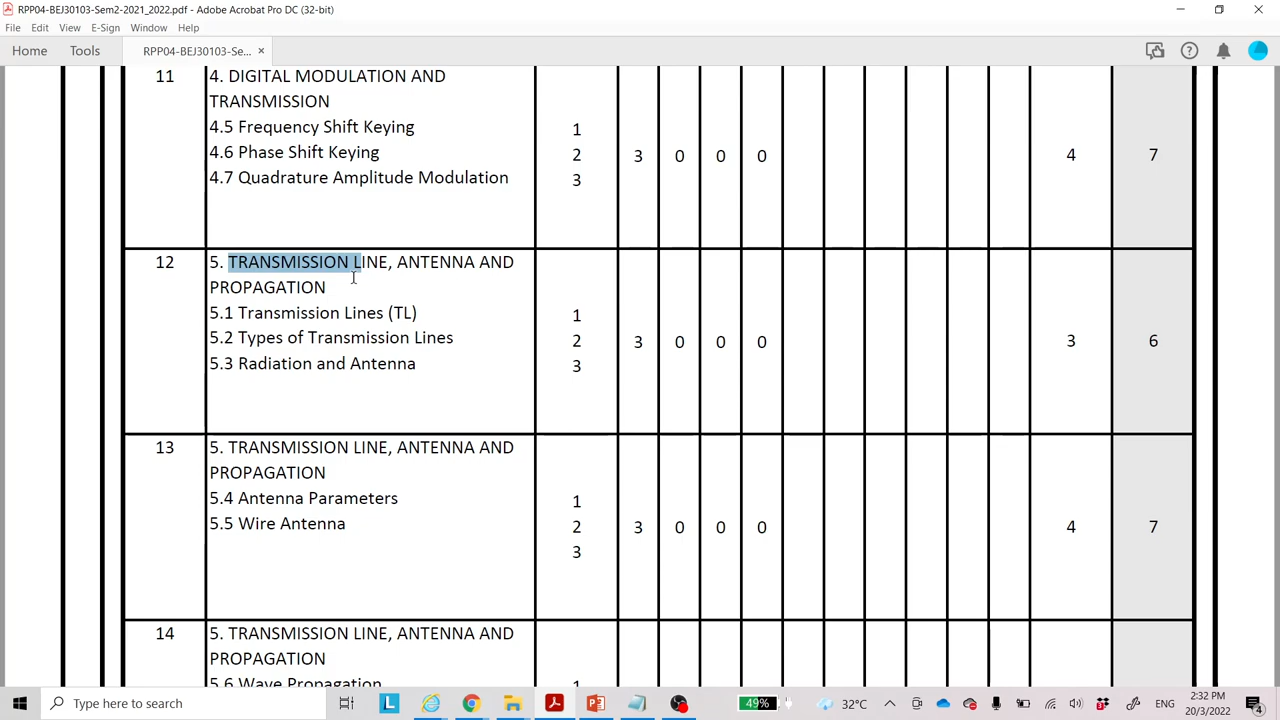 RPP04-BEJ30103-Sem2-2021_2022.pdf - Adobe Acrobat Pro DC (32-bit)
File Edit View E-Sign Window Help
Home Tools RPP04-BEJ30103-Se... ×
11 4. DIGITAL MODULATION AND
TRANSMISSION
4.5 Frequency Shift Keying
4.6 Phase Shift Keying
4.7 Quadrature Amplitude Modulation
1
2
3
3 0 0 0 4 7
12 5. TRANSMISSION LINE, ANTENNA AND
PROPAGATION
5.1 Transmission Lines (TL)
5.2 Types of Transmission Lines
5.3 Radiation and Antenna
1
2
3
3 0 0 0 3 6
13 5. TRANSMISSION LINE, ANTENNA AND
PROPAGATION
5.4 Antenna Parameters
5.5 Wire Antenna
1
2
3
3 0 0 0 4 7
14 5. TRANSMISSION LINE, ANTENNA AND
PROPAGATION
5.6 Wave Propagation
1
Type here to search
L
49%
32°C
ENG
2:32 PM
20/3/2022
4